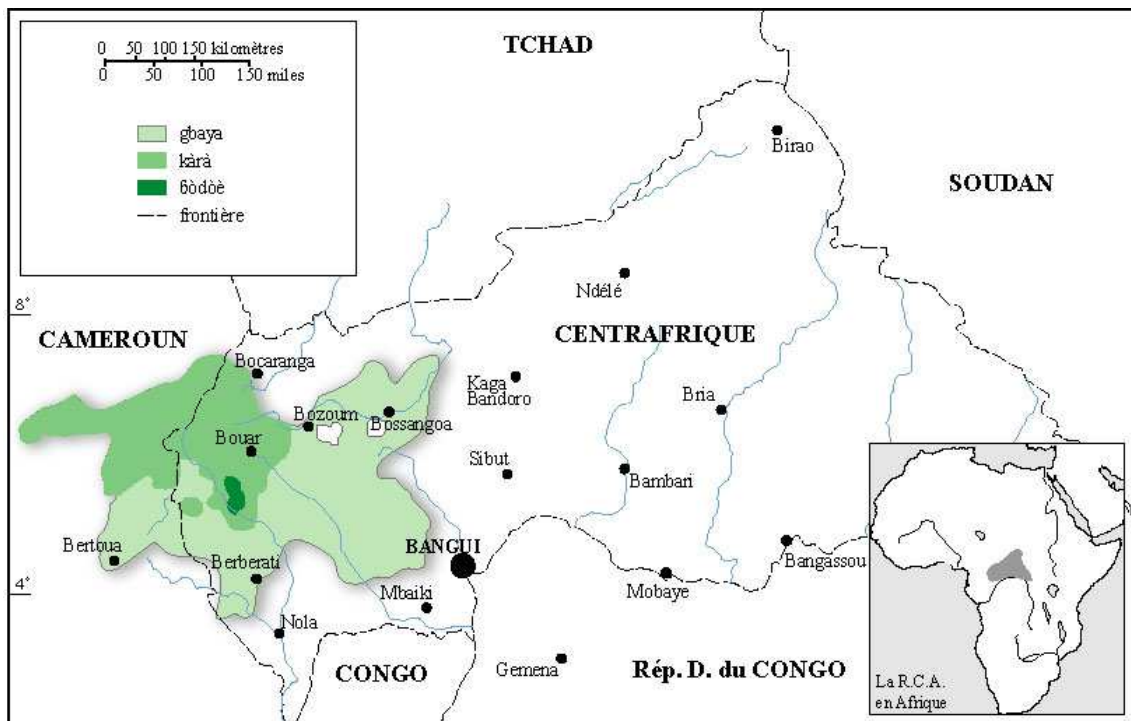 TCHAD
0 50 100 150 kilomètres
0 50 100 150 miles
gbaya
kàrà
ɓòdòè
frontière
Birao
SOUDAN
Ndélé
8°
CAMEROUN
CENTRAFRIQUE
Bocaranga
Kaga
Bandoro
Bria
Bozoum
Bossangoa
Bouar
Sibut
Bambari
Bertoua
BANGUI
Bangassou
Berberati
Mobaye
4°
Mbaiki
Nola
CONGO
Gemena
Rép. D. du CONGO
La R.C.A.
en Afrique